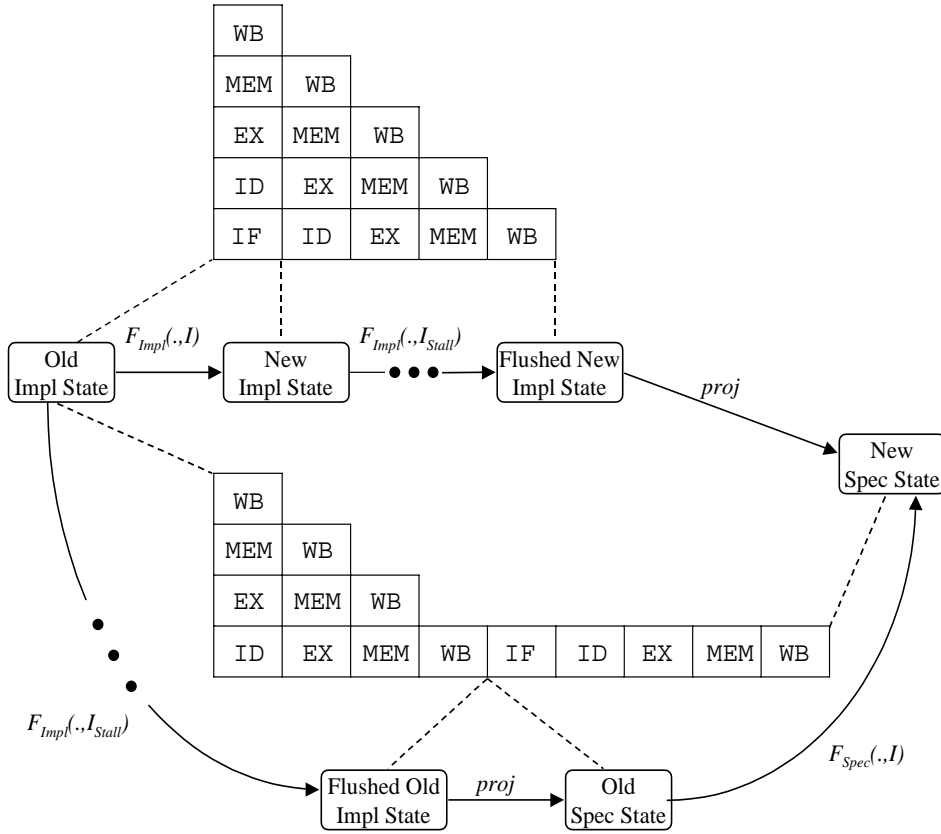 WB
MEM WB
EX MEM WB
ID EX MEM WB
IF ID EX MEM WB
F_Impl(.,I) F_Impl(.,I_Stall)
Old
Impl State
New
Impl State
Flushed New
Impl State
proj
New
Spec State
WB
MEM WB
EX MEM WB
ID EX MEM WB IF ID EX MEM WB
F_Impl(.,I_Stall)
F_Spec(.,I)
Flushed Old
Impl State
proj
Old
Spec State